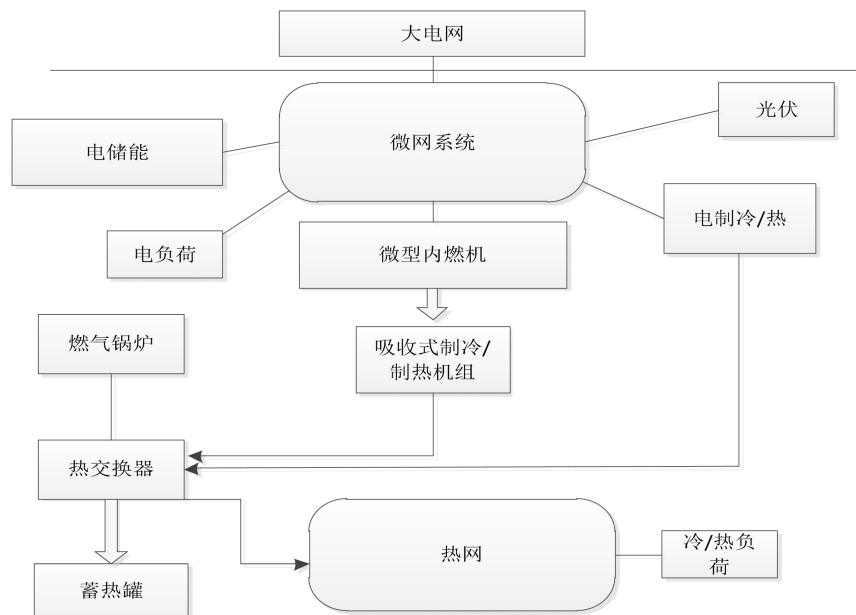 大电网
光伏
电储能
微网系统
电制冷/热
电负荷
微型内燃机
燃气锅炉
吸收式制冷/
制热机组
热交换器
热网
冷/热负
荷
蓄热罐